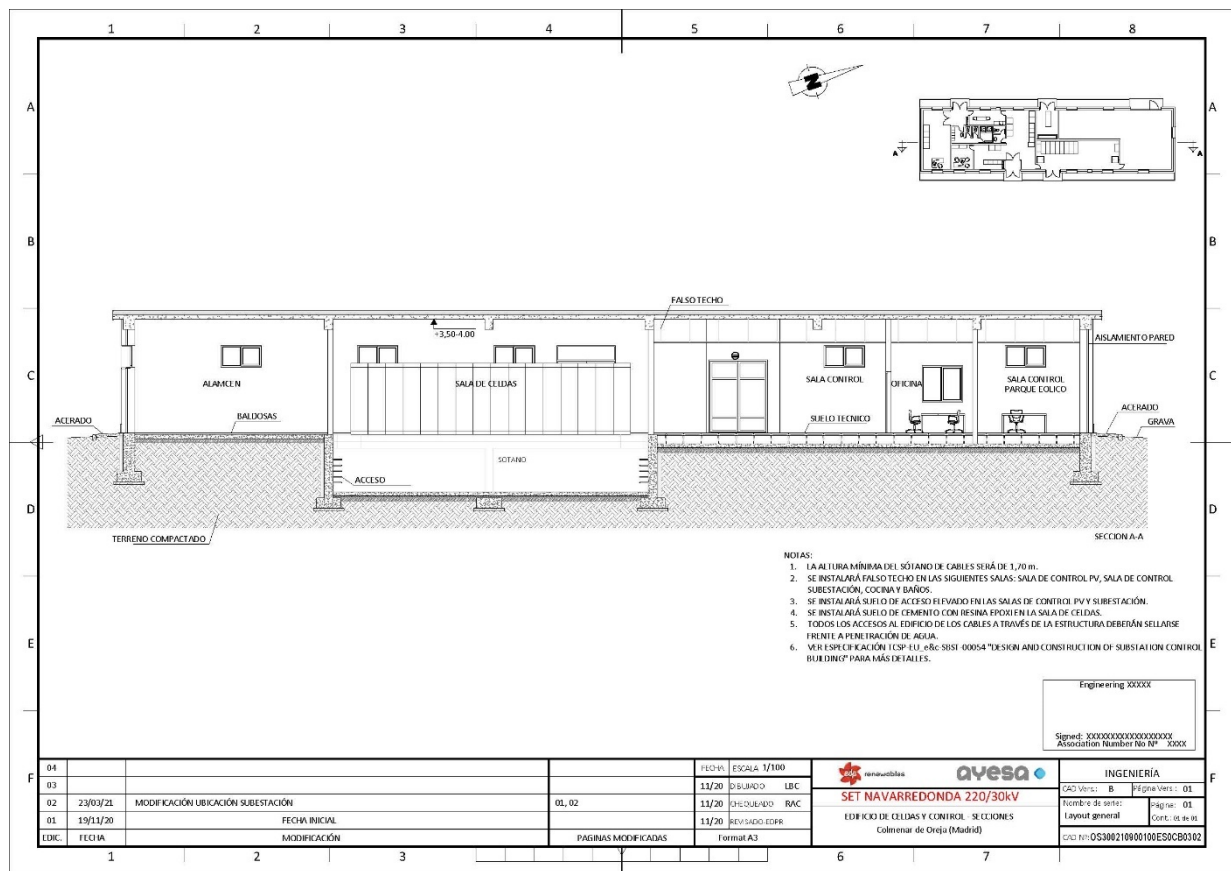 1 2 3 4 5 6 7 8
A A
B B
C C
D D
E E
F F
N
A A
FALSO TECHO
+3,50-4.00
AISLAMIENTO PARED
ALAMCEN
SALA DE CELDAS
SALA CONTROL
OFICINA
SALA CONTROL
PARQUE EOLICO
BALDOSAS
SUELO TECNICO
ACERADO
ACERADO
GRAVA
SOTANO
ACCESO
TERRENO COMPACTADO
SECCION A-A
NOTAS:
1. LA ALTURA MÍNIMA DEL SÓTANO DE CABLES SERÁ DE 1,70 m.
2. SE INSTALARÁ FALSO TECHO EN LAS SIGUIENTES SALAS: SALA DE CONTROL PV, SALA DE CONTROL
SUBESTACIÓN, COCINA Y BAÑOS.
3. SE INSTALARÁ SUELO DE ACCESO ELEVADO EN LAS SALAS DE CONTROL PV Y SUBESTACIÓN.
4. SE INSTALARÁ SUELO DE CEMENTO CON RESINA EPOXI EN LA SALA DE CELDAS.
5. TODOS LOS ACCESOS AL EDIFICIO DE LOS CABLES A TRAVÉS DE LA ESTRUCTURA DEBERÁN SELLARSE
FRENTE A PENETRACIÓN DE AGUA.
6. VER ESPECIFICACIÓN TCSP-EU_e&c-SBST-00054 "DESIGN AND CONSTRUCTION OF SUBSTATION CONTROL
BUILDING" PARA MÁS DETALLES.
Engineering XXXXX
Signed: XXXXXXXXXXXXXXXXXX
Association Number No Nº XXXX
04
03
02 23/03/21 MODIFICACIÓN UBICACIÓN SUBESTACIÓN 01, 02
01 19/11/20 FECHA INICIAL
EDIC. FECHA MODIFICACIÓN PAGINAS MODIFICADAS
FECHA ESCALA 1/100
11/20 DIBUJADO LBC
11/20 CHEQUEADO RAC
11/20 REVISADO EDPR
Format A3
edp renewables ayesa
SET NAVARREDONDA 220/30kV
EDIFICIO DE CELDAS Y CONTROL - SECCIONES
Colmenar de Oreja (Madrid)
INGENIERÍA
CAD Vers.: B Página Vers.: 01
Nombre de serie: Página: 01
Layout general Cont.: 01 de 01
CAD Nº: OS300210900100ES0CB0302
1 2 3 6 7